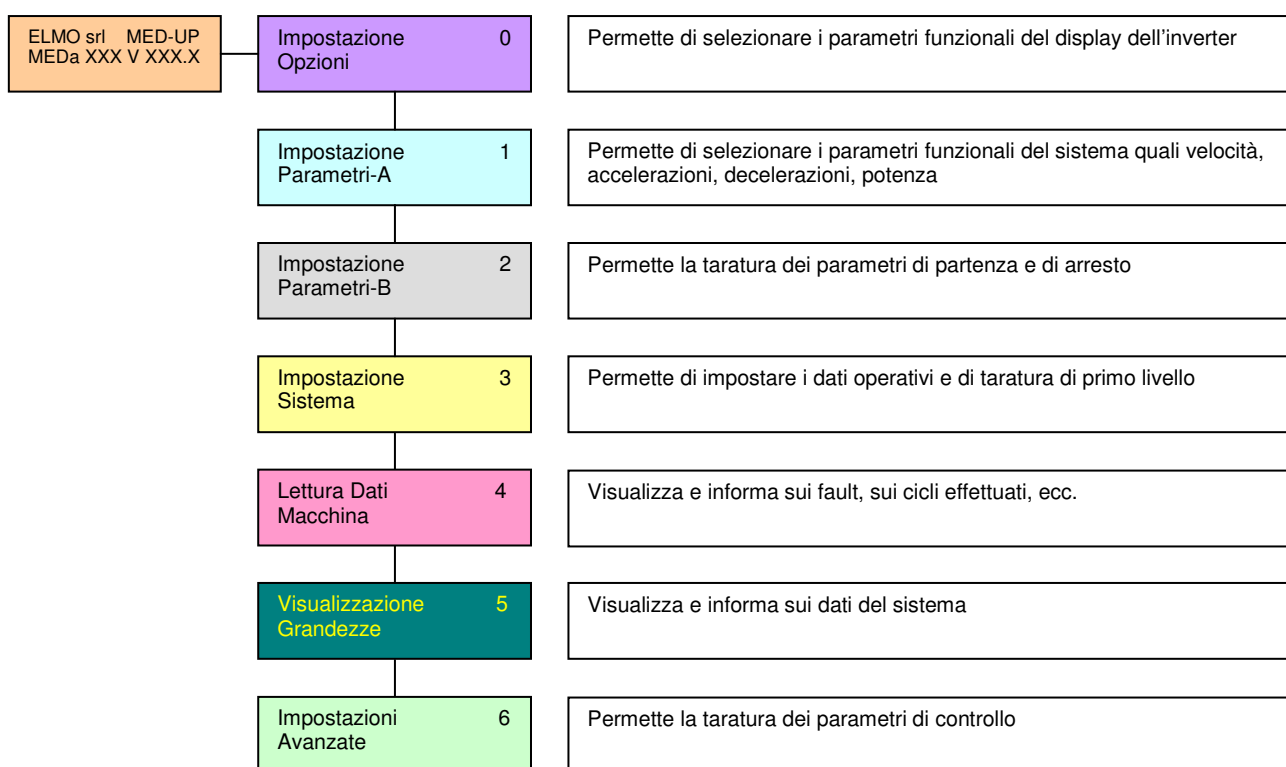 ELMO srl MED-UP
MEDa XXX V XXX.X
Impostazione 0
Opzioni
Permette di selezionare i parametri funzionali del display dell’inverter
Impostazione 1
Parametri-A
Permette di selezionare i parametri funzionali del sistema quali velocità,
accelerazioni, decelerazioni, potenza
Impostazione 2
Parametri-B
Permette la taratura dei parametri di partenza e di arresto
Impostazione 3
Sistema
Permette di impostare i dati operativi e di taratura di primo livello
Lettura Dati 4
Macchina
Visualizza e informa sui fault, sui cicli effettuati, ecc.
Visualizzazione 5
Grandezze
Visualizza e informa sui dati del sistema
Impostazioni 6
Avanzate
Permette la taratura dei parametri di controllo